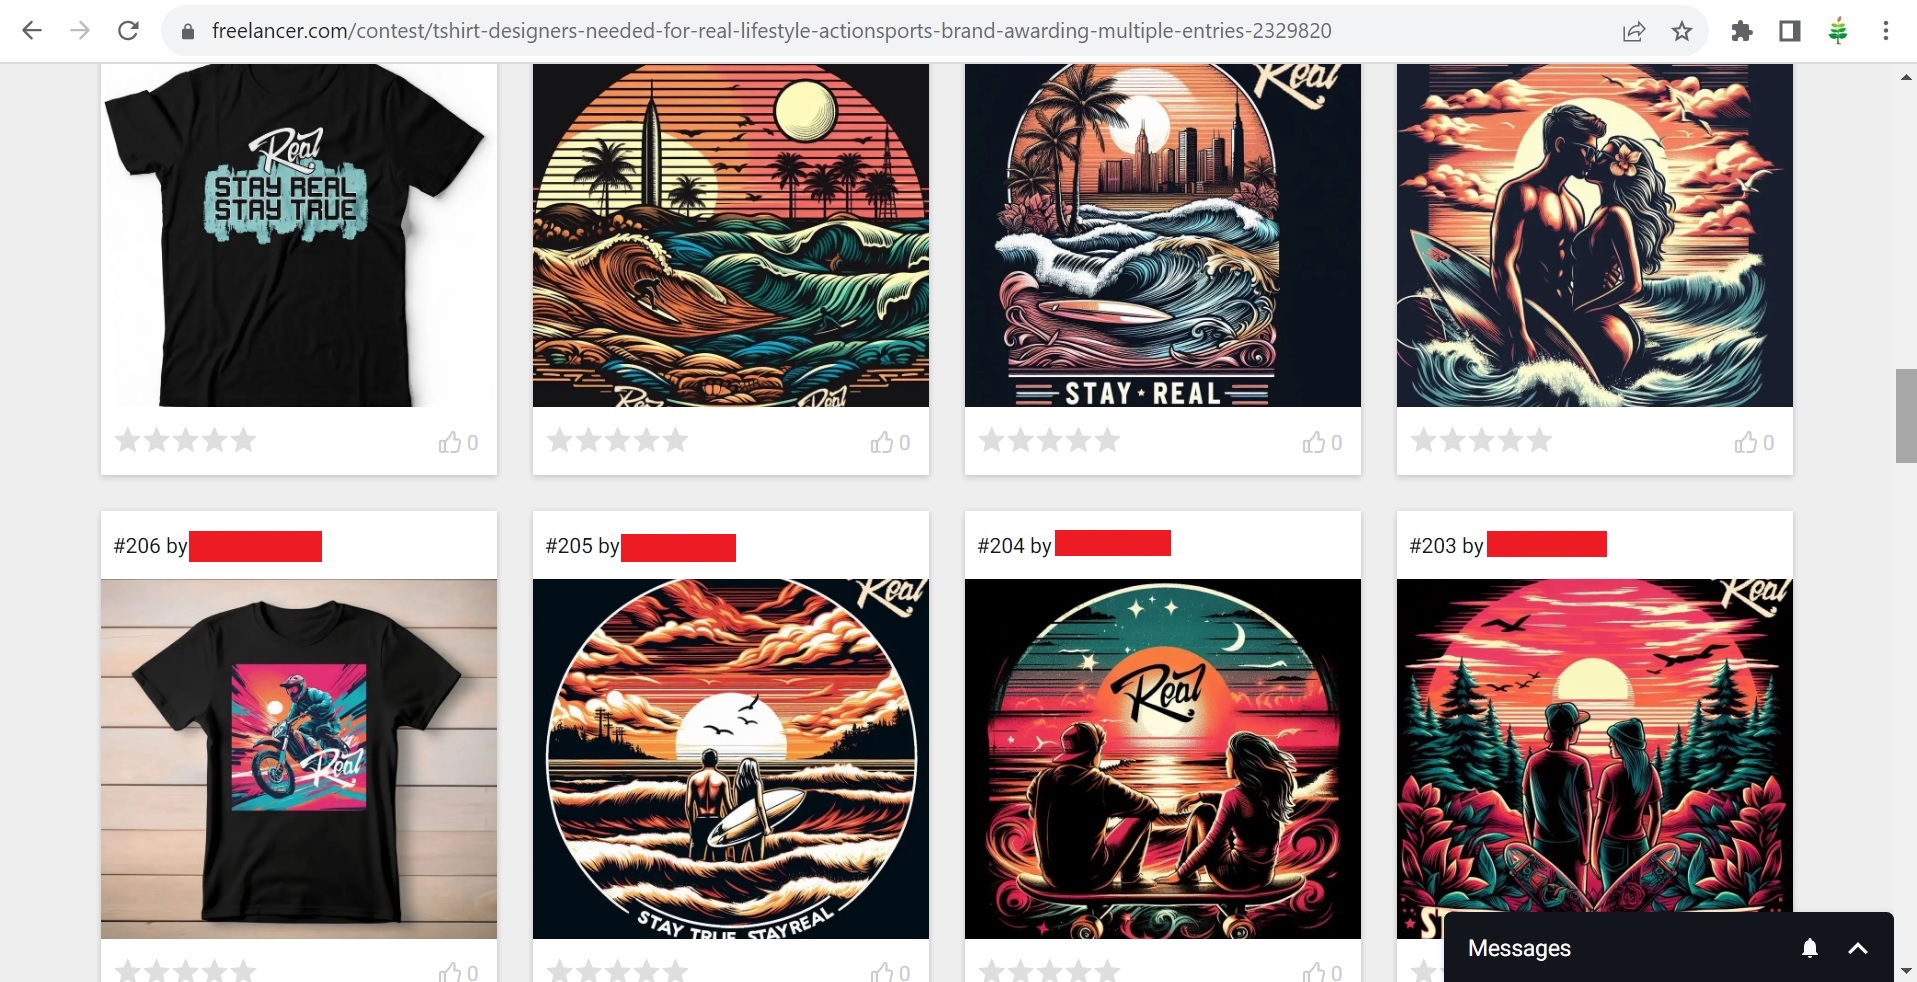 freelancer.com/contest/tshirt-designers-needed-for-real-lifestyle-actionsports-brand-awarding-multiple-entries-2329820
Real
STAY REAL
STAY TRUE
Real
Real
Real
STAY ★ REAL
0
0
0
0
#206 by
#205 by
#204 by
#203 by
Real
Real
Real
Real
STAY TRUE STAY REAL
0
0
0
Messages